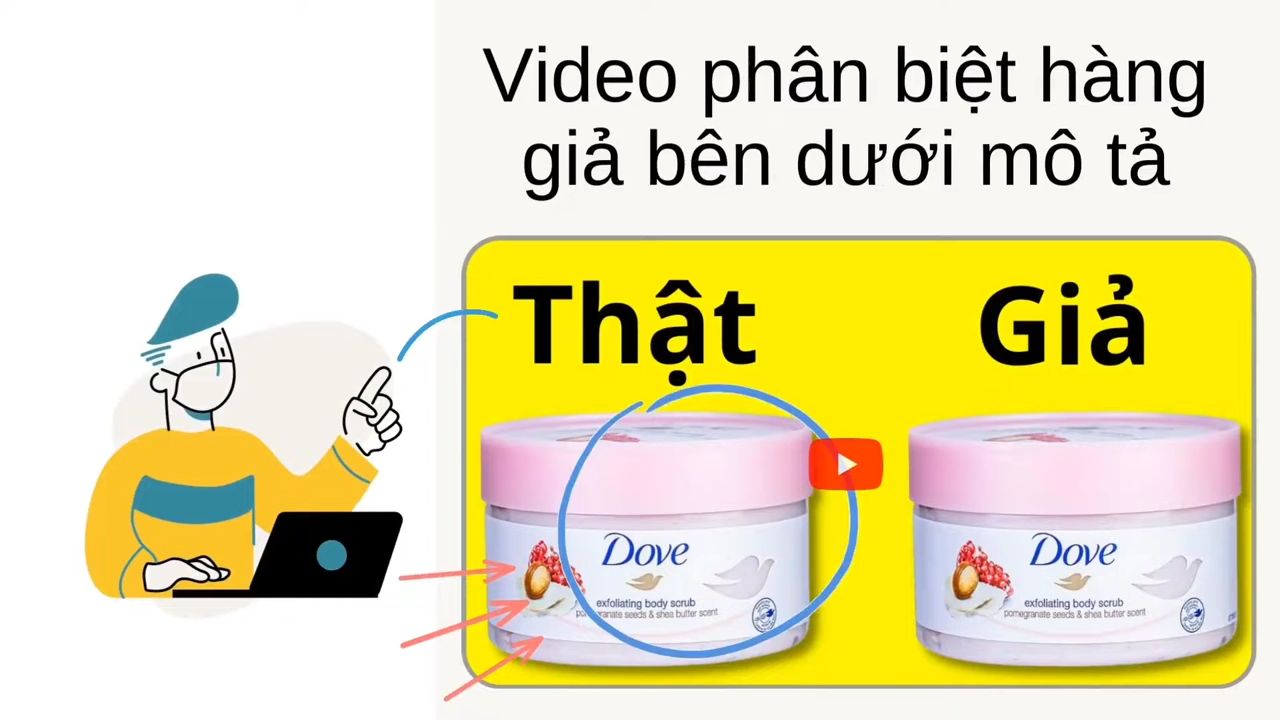 Video phân biệt hàng
giả bên dưới mô tả
Thật Giả
Dove Dove
exfoliating body scrub exfoliating body scrub
pomegranate seeds & shea butter scent pomegranate seeds & shea butter scent